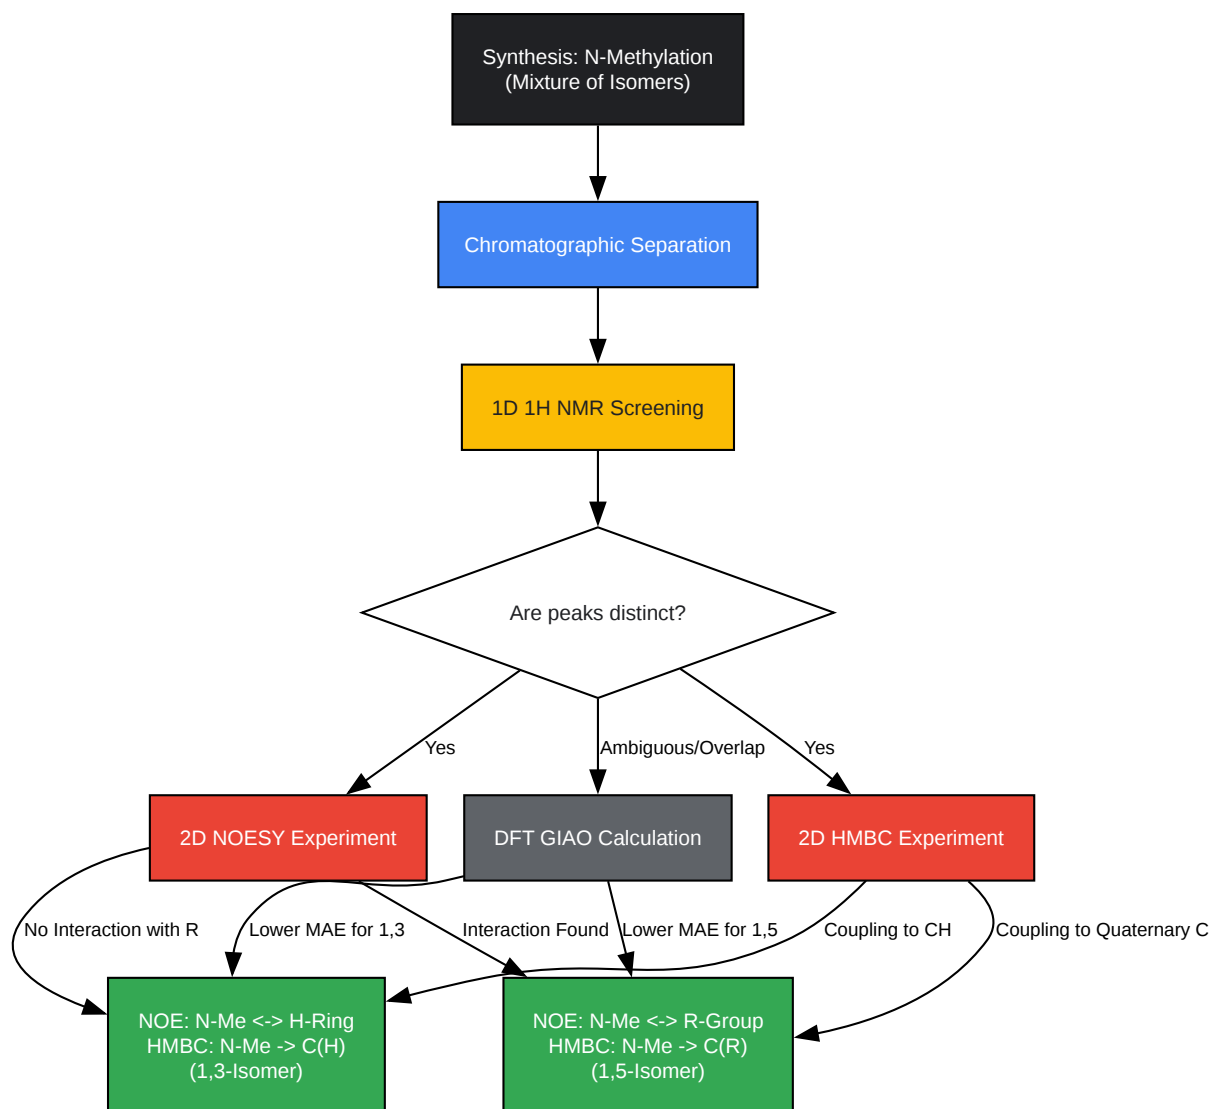 Synthesis: N-Methylation
(Mixture of Isomers)
Chromatographic Separation
1D 1H NMR Screening
Are peaks distinct?
Yes
Ambiguous/Overlap
Yes
2D NOESY Experiment
DFT GIAO Calculation
2D HMBC Experiment
No Interaction with R
Lower MAE for 1,3
Interaction Found
Lower MAE for 1,5
Coupling to CH
Coupling to Quaternary C
NOE: N-Me <-> H-Ring
HMBC: N-Me -> C(H)
(1,3-Isomer)
NOE: N-Me <-> R-Group
HMBC: N-Me -> C(R)
(1,5-Isomer)